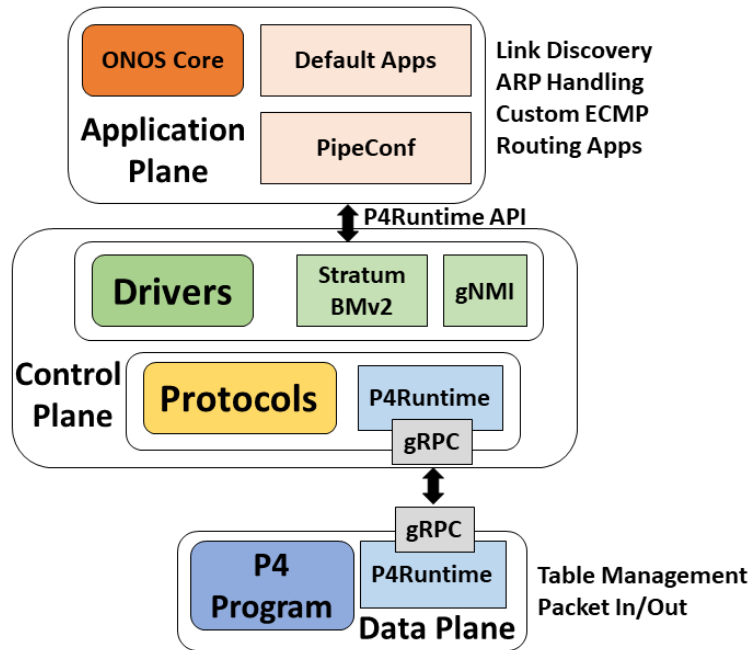 ONOS Core
Default Apps
Application
Plane
PipeConf
Link Discovery
ARP Handling
Custom ECMP
Routing Apps
P4Runtime API
Drivers
Stratum
BMv2
gNMI
Control
Plane
Protocols
P4Runtime
gRPC
gRPC
P4
Program
P4Runtime
Data Plane
Table Management
Packet In/Out